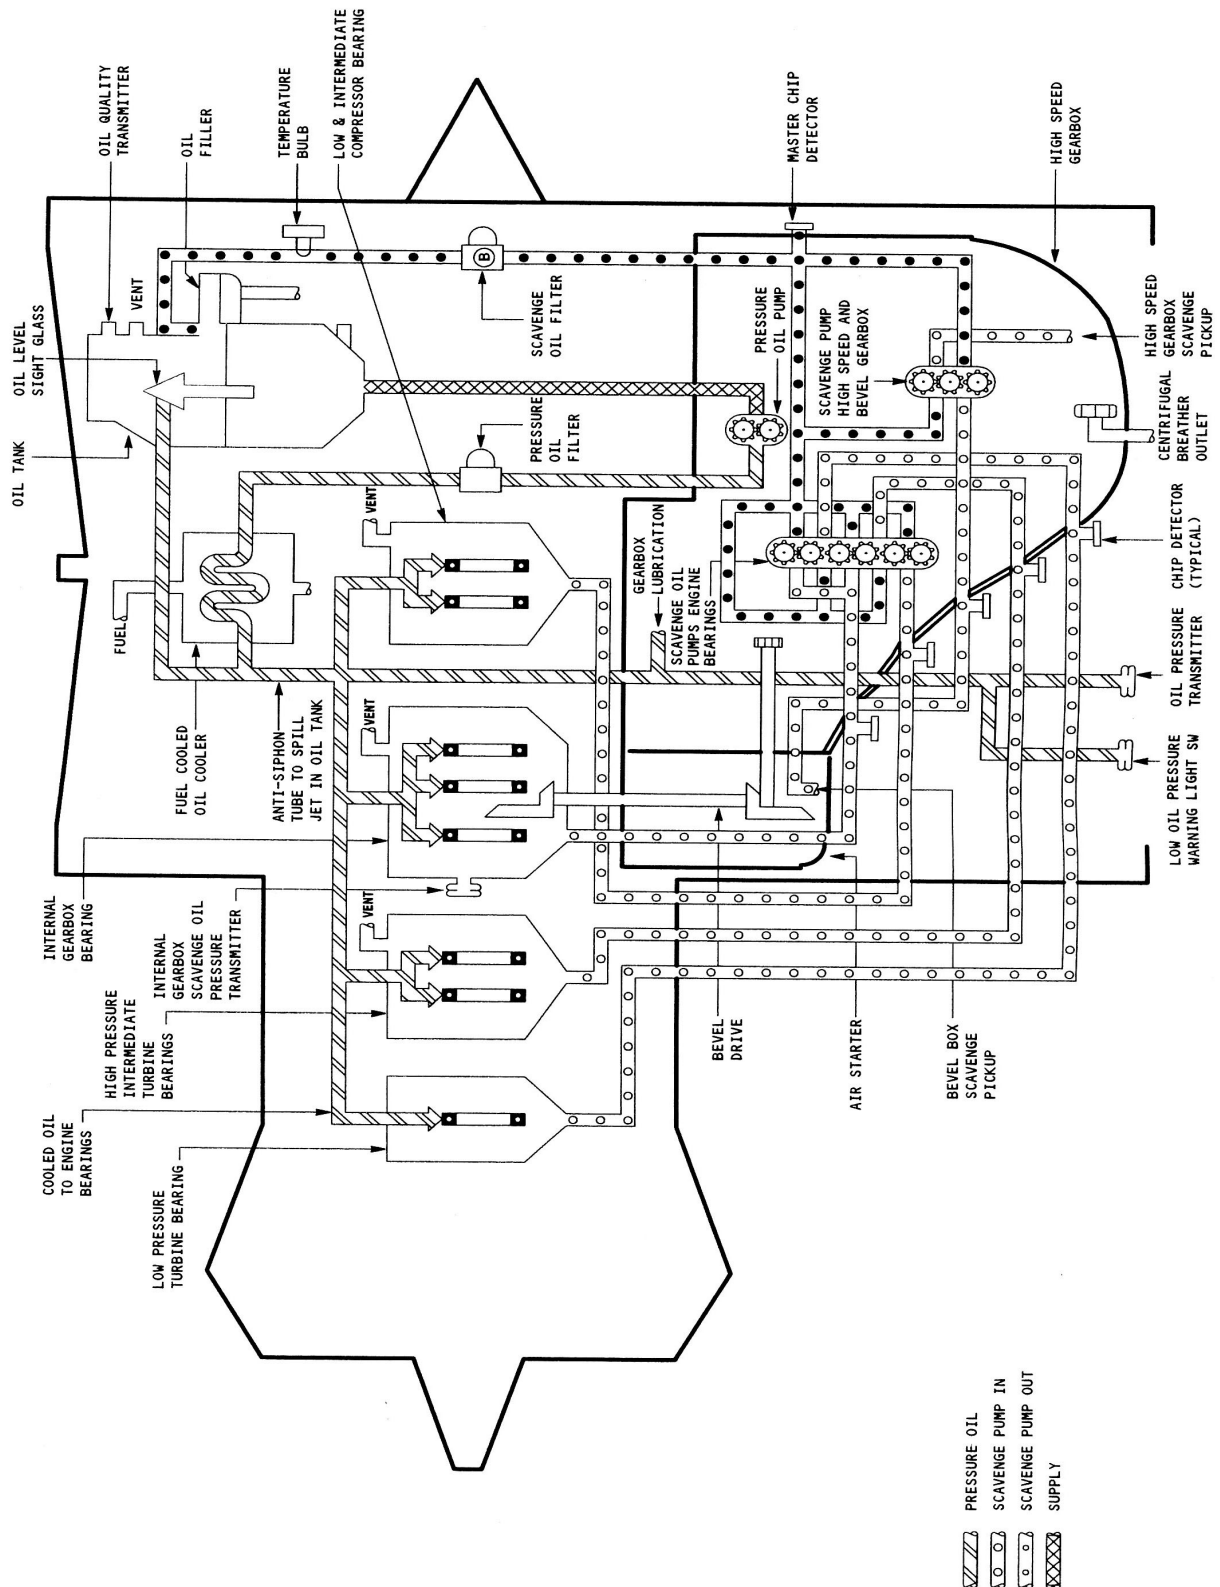 OIL TANK
OIL LEVEL
SIGHT GLASS
VENT
OIL QUALITY
TRANSMITTER
OIL
FILLER
TEMPERATURE
BULB
LOW & INTERMEDIATE
COMPRESSOR BEARING
MASTER CHIP
DETECTOR
HIGH SPEED
GEARBOX
SCAVENGE
OIL FILTER
B
PRESSURE
OIL
FILTER
PRESSURE
OIL PUMP
SCAVENGE PUMP
HIGH SPEED AND
BEVEL GEARBOX
HIGH SPEED
GEARBOX
SCAVENGE
PICKUP
CENTRIFUGAL
BREATHER
OUTLET
CHIP DETECTOR
(TYPICAL)
OIL PRESSURE
TRANSMITTER
LOW OIL PRESSURE
WARNING LIGHT SW
FUEL
VENT
VENT
VENT
GEARBOX
LUBRICATION
SCAVENGE OIL
PUMPS ENGINE
BEARINGS
FUEL COOLED
OIL COOLER
ANTI-SIPHON
TUBE TO SPILL
JET IN OIL TANK
INTERNAL
GEARBOX
BEARING
INTERNAL
GEARBOX
SCAVENGE OIL
PRESSURE
TRANSMITTER
HIGH PRESSURE
INTERMEDIATE
TURBINE
BEARINGS
COOLED OIL
TO ENGINE
BEARINGS
LOW PRESSURE
TURBINE BEARING
BEVEL
DRIVE
AIR STARTER
BEVEL BOX
SCAVENGE
PICKUP
PRESSURE OIL
SCAVENGE PUMP IN
SCAVENGE PUMP OUT
SUPPLY